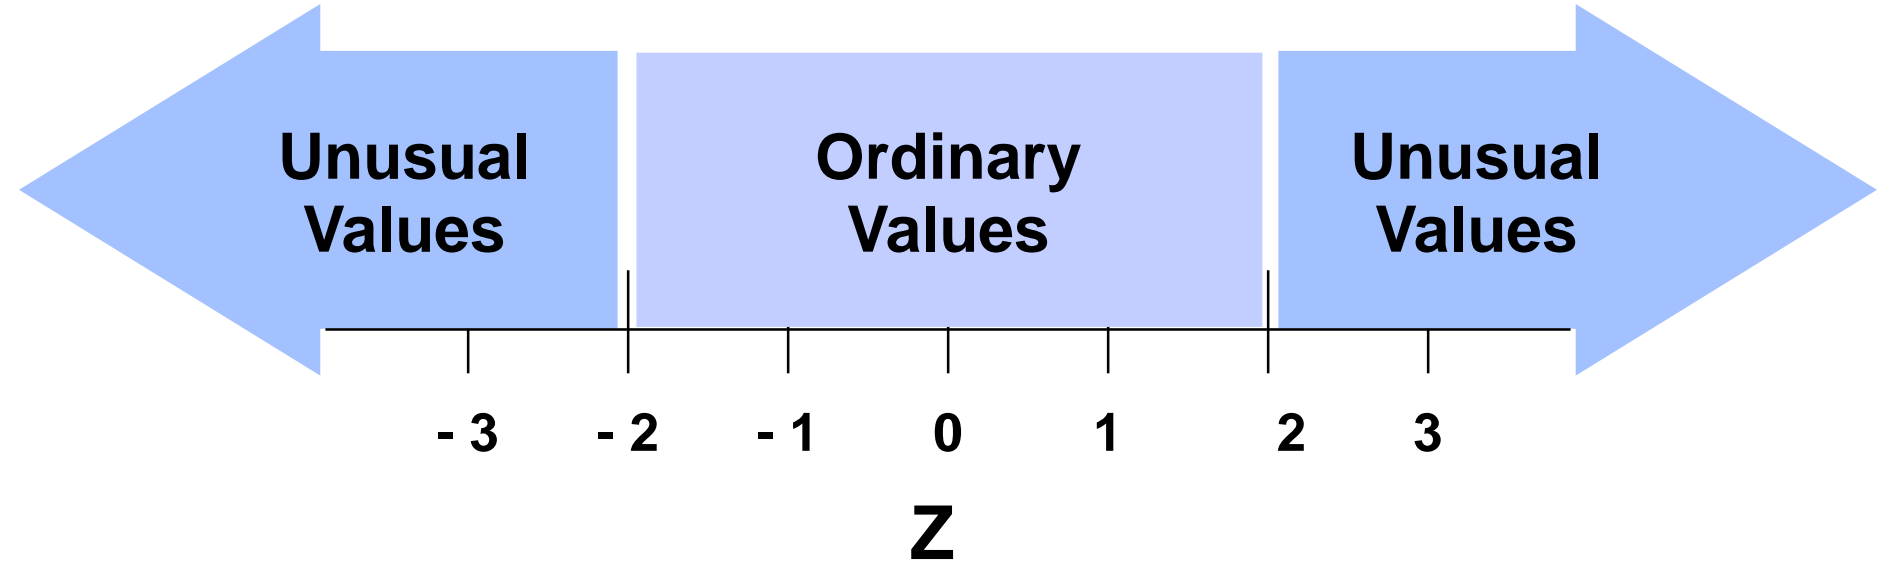 Unusual Values
Ordinary Values
Unusual Values
- 3 - 2 - 1 0 1 2 3
Z